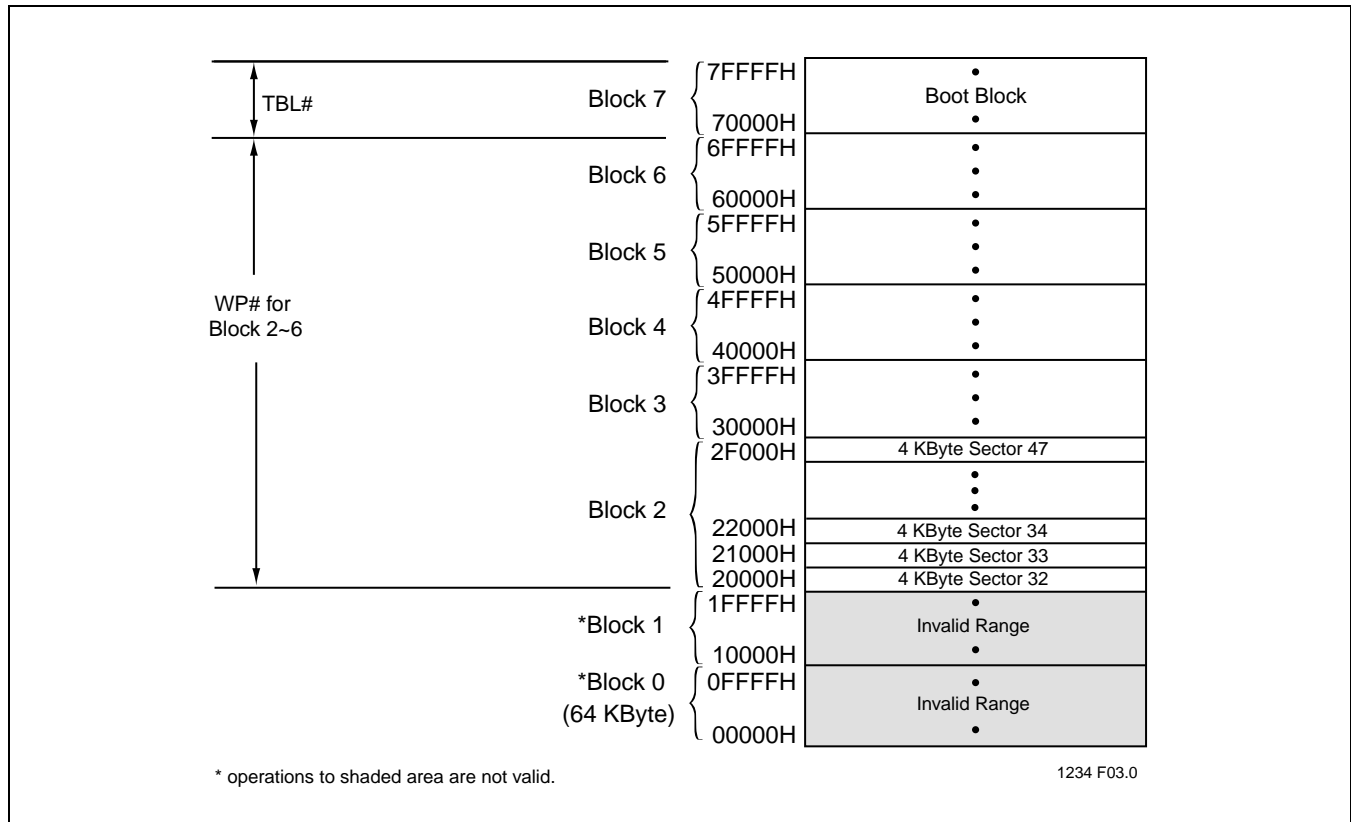 TBL#
Block 7
7FFFFH
Boot Block
70000H
6FFFFH
Block 6
60000H
5FFFFH
Block 5
50000H
4FFFFH
WP# for
Block 2~6
Block 4
40000H
3FFFFH
Block 3
30000H
2F000H
4 KByte Sector 47
Block 2
22000H
4 KByte Sector 34
21000H
4 KByte Sector 33
20000H
4 KByte Sector 32
1FFFFH
*Block 1
Invalid Range
10000H
*Block 0
(64 KByte)
0FFFFH
Invalid Range
00000H
* operations to shaded area are not valid.
1234 F03.0